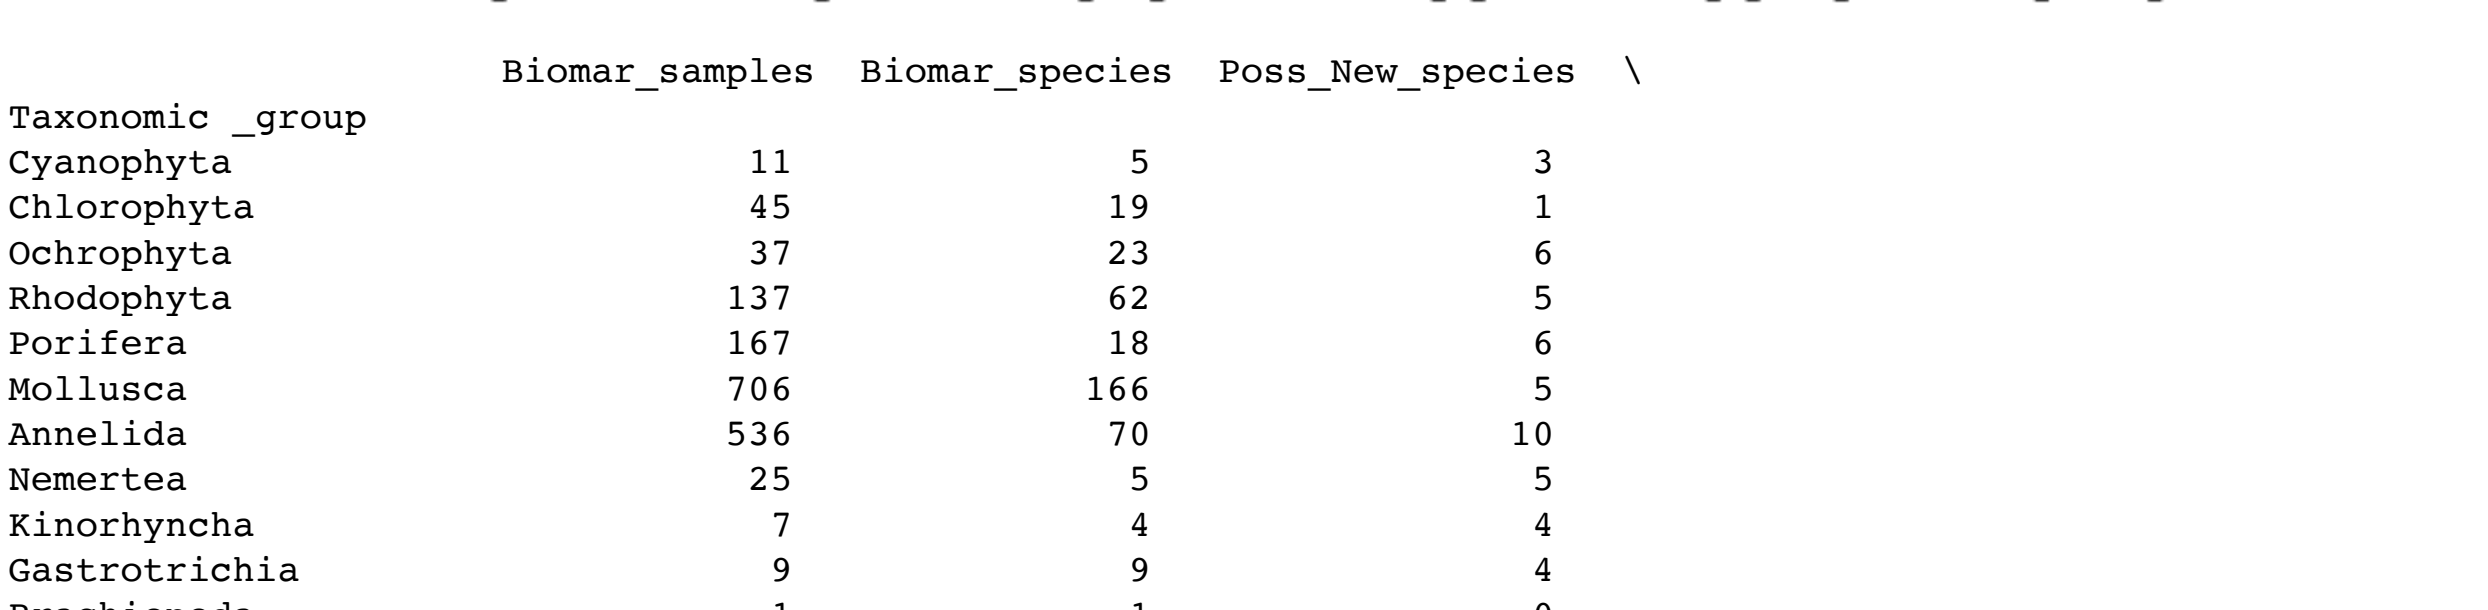 Biomar_samples  Biomar_species  Poss_New_species  \
Taxonomic _group
Cyanophyta 11 5 3
Chlorophyta 45 19 1
Ochrophyta 37 23 6
Rhodophyta 137 62 5
Porifera 167 18 6
Mollusca 706 166 5
Annelida 536 70 10
Nemertea 25 5 5
Kinorhyncha 7 4 4
Gastrotrichia 9 9 4